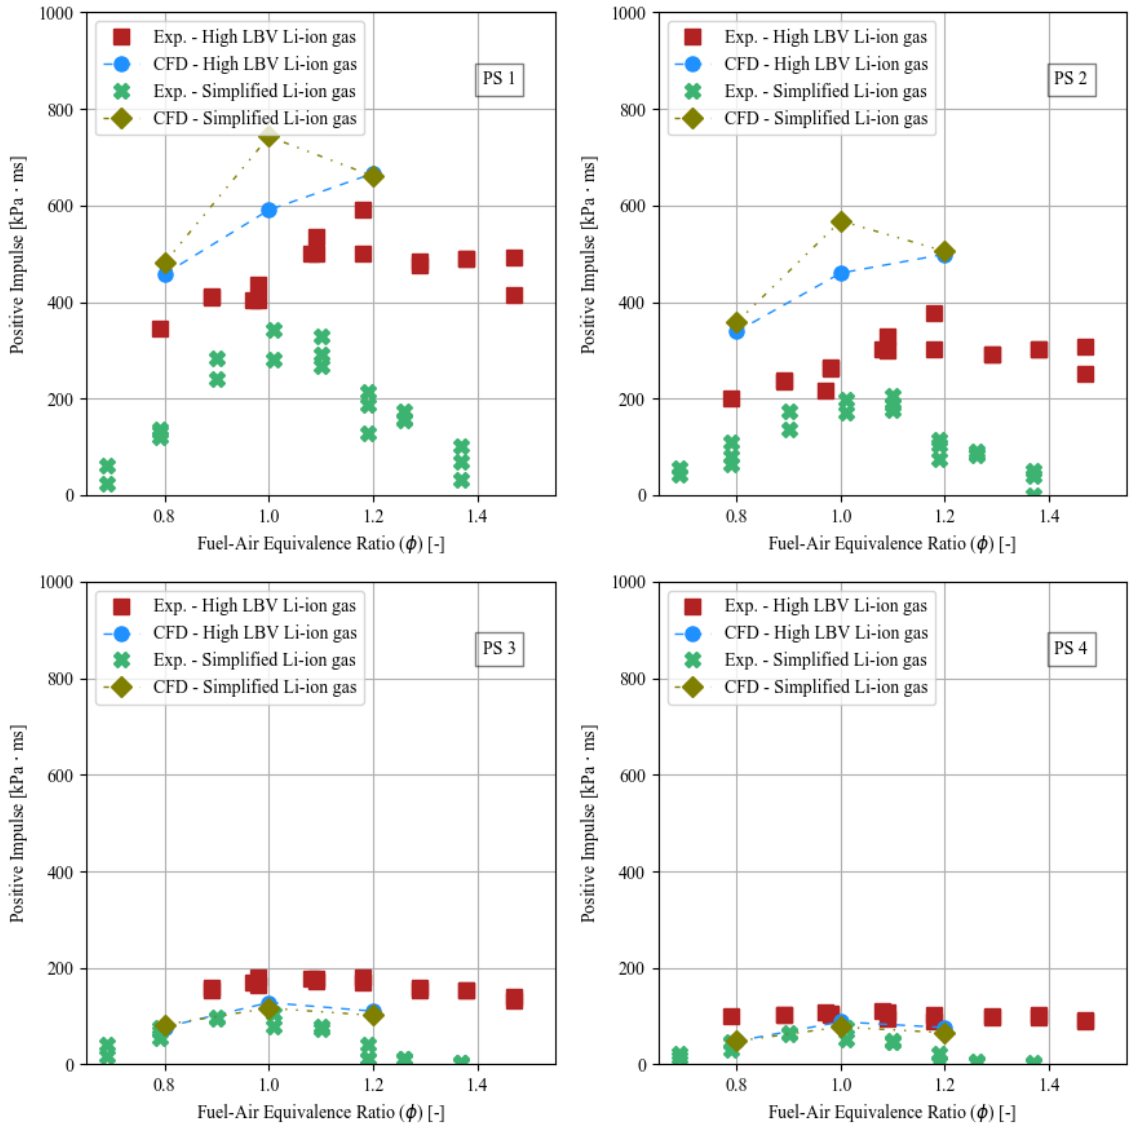 1000
800
600
400
200
0
Positive Impulse [kPa · ms]
Exp. - High LBV Li-ion gas
CFD - High LBV Li-ion gas
Exp. - Simplified Li-ion gas
CFD - Simplified Li-ion gas
PS 1
0.8 1.0 1.2 1.4
Fuel-Air Equivalence Ratio (ϕ) [-]
1000
800
600
400
200
0
Positive Impulse [kPa · ms]
Exp. - High LBV Li-ion gas
CFD - High LBV Li-ion gas
Exp. - Simplified Li-ion gas
CFD - Simplified Li-ion gas
PS 2
0.8 1.0 1.2 1.4
Fuel-Air Equivalence Ratio (ϕ) [-]
1000
800
600
400
200
0
Positive Impulse [kPa · ms]
Exp. - High LBV Li-ion gas
CFD - High LBV Li-ion gas
Exp. - Simplified Li-ion gas
CFD - Simplified Li-ion gas
PS 3
0.8 1.0 1.2 1.4
Fuel-Air Equivalence Ratio (ϕ) [-]
1000
800
600
400
200
0
Positive Impulse [kPa · ms]
Exp. - High LBV Li-ion gas
CFD - High LBV Li-ion gas
Exp. - Simplified Li-ion gas
CFD - Simplified Li-ion gas
PS 4
0.8 1.0 1.2 1.4
Fuel-Air Equivalence Ratio (ϕ) [-]